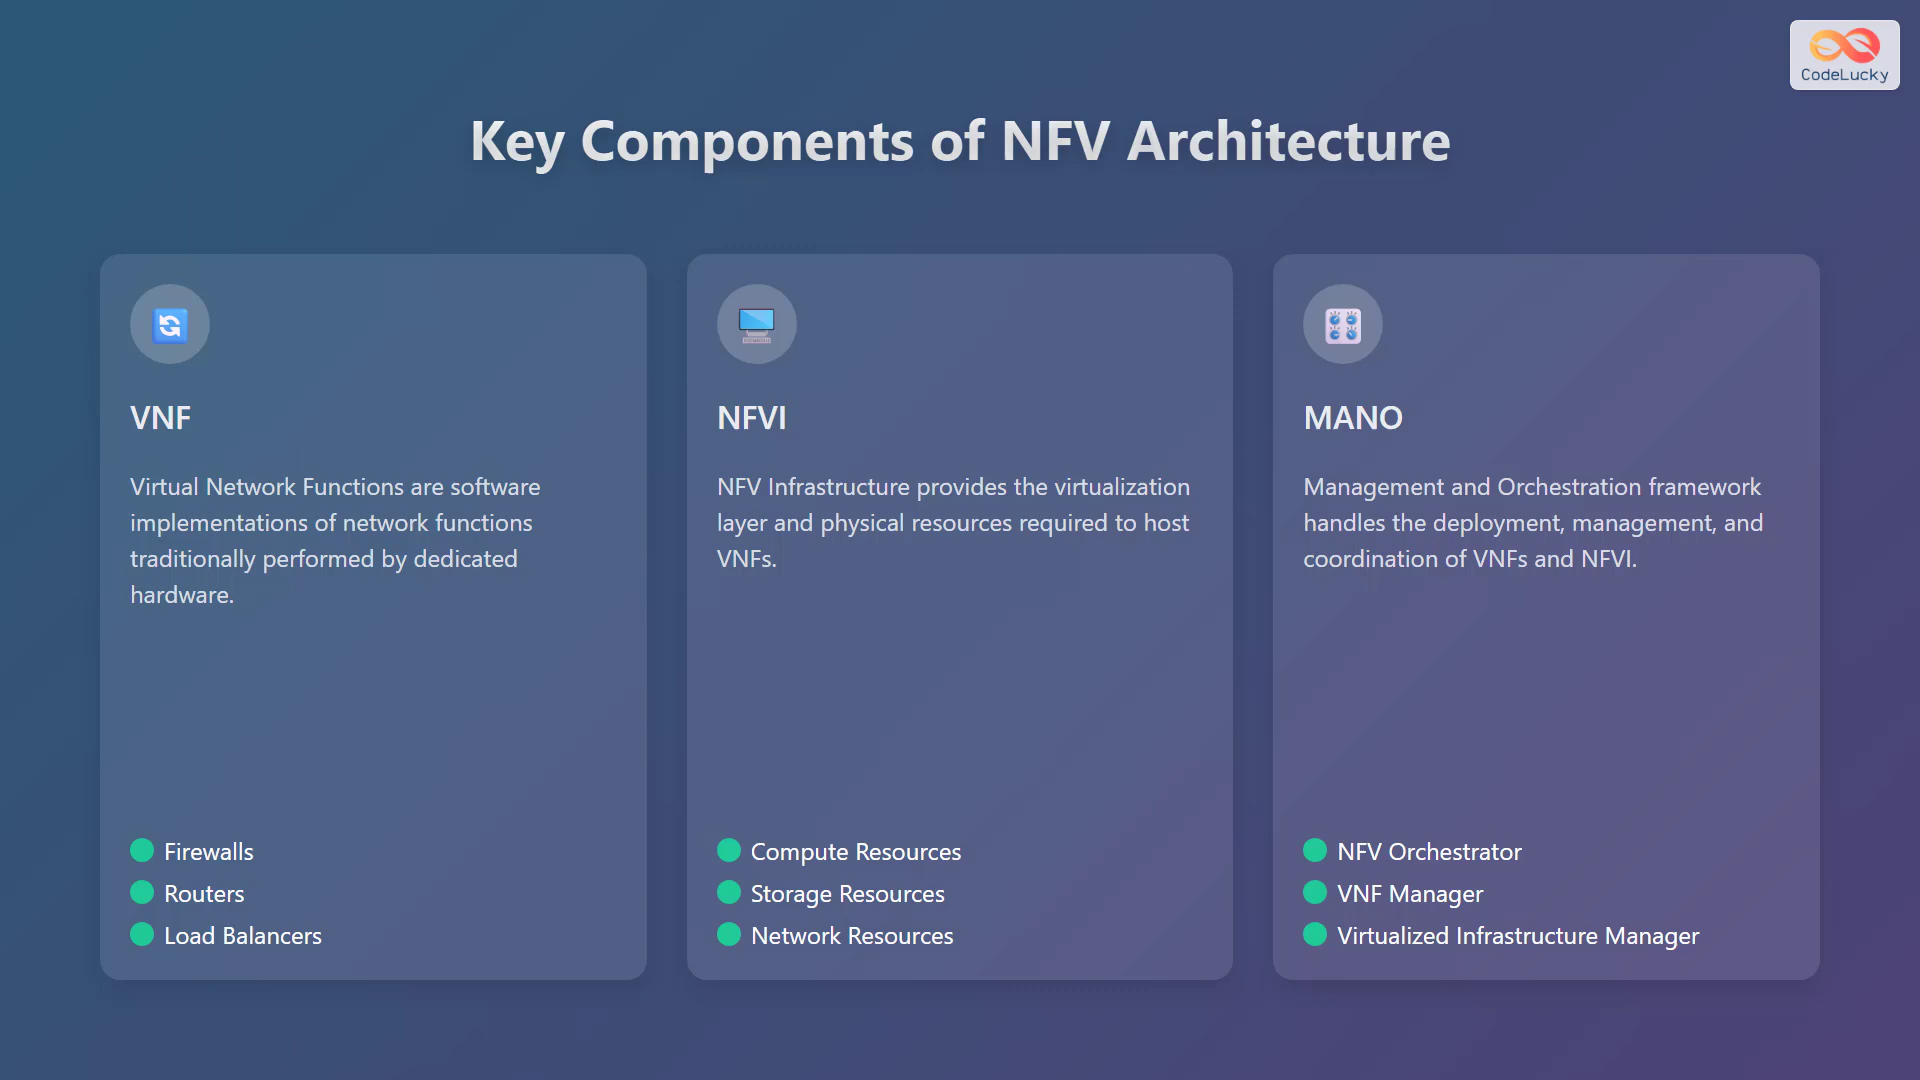 CodeLucky
Key Components of NFV Architecture
VNF
Virtual Network Functions are software
implementations of network functions
traditionally performed by dedicated
hardware.
Firewalls
Routers
Load Balancers
NFVI
NFV Infrastructure provides the virtualization
layer and physical resources required to host
VNFs.
Compute Resources
Storage Resources
Network Resources
MANO
Management and Orchestration framework
handles the deployment, management, and
coordination of VNFs and NFVI.
NFV Orchestrator
VNF Manager
Virtualized Infrastructure Manager